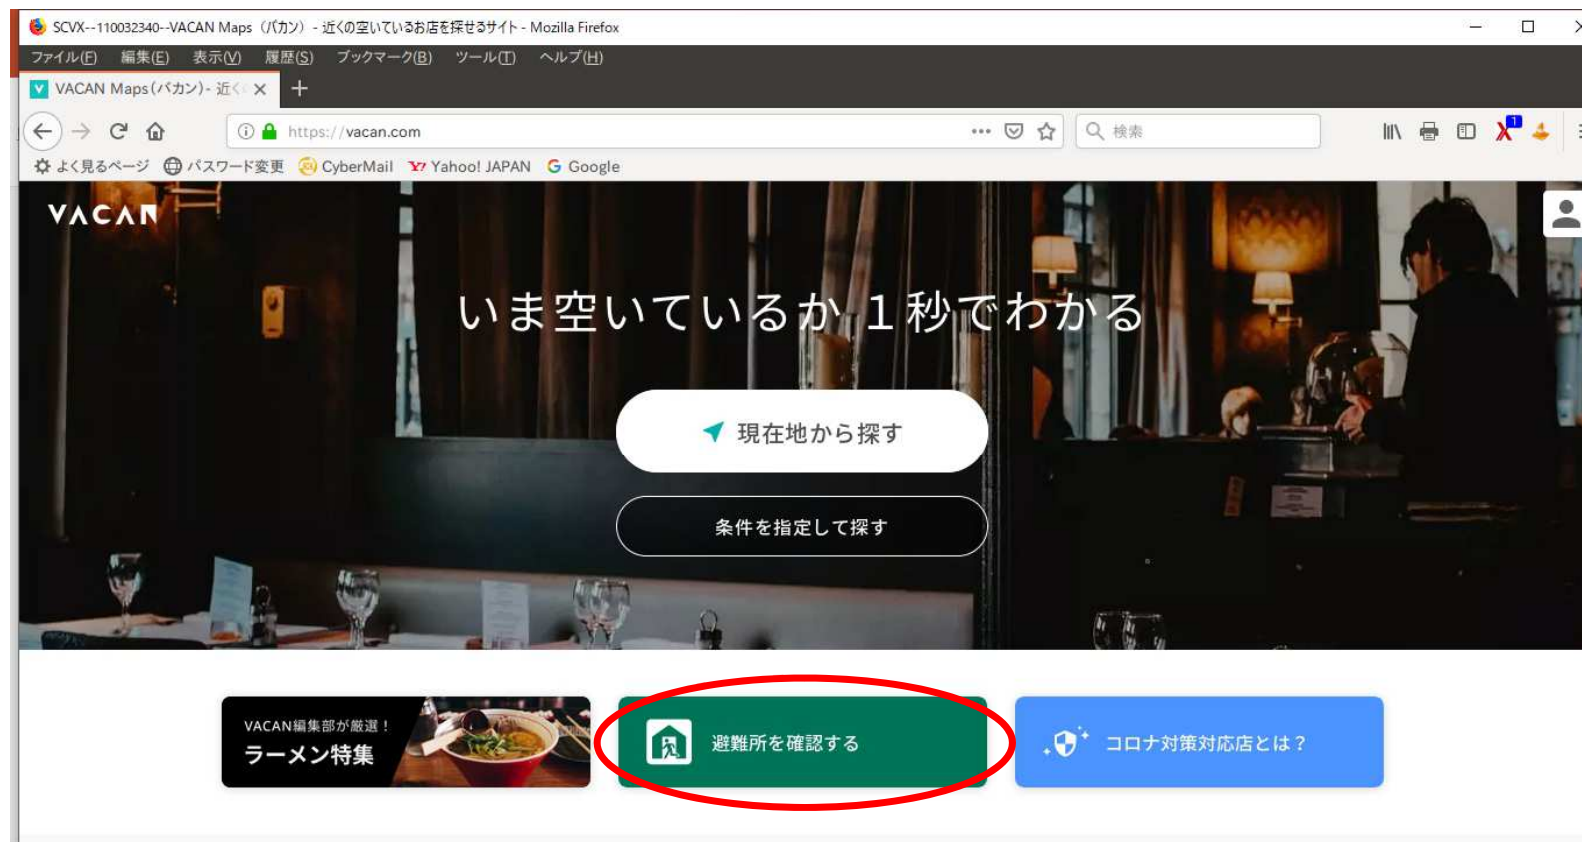 SCVX--110032340--VACAN Maps（バカン）- 近くの空いているお店を探せるサイト - Mozilla Firefox
ファイル(F) 編集(E) 表示(V) 履歴(S) ブックマーク(B) ツール(T) ヘルプ(H)
VACAN Maps(バカン)- 近く
https://vacan.com
検索
1
よく見るページ パスワード変更 CyberMail Yahoo! JAPAN Google
VACAN
いま空いているか１秒でわかる
現在地から探す
条件を指定して探す
VACAN編集部が厳選！
ラーメン特集
避難所を確認する
コロナ対策対応店とは？